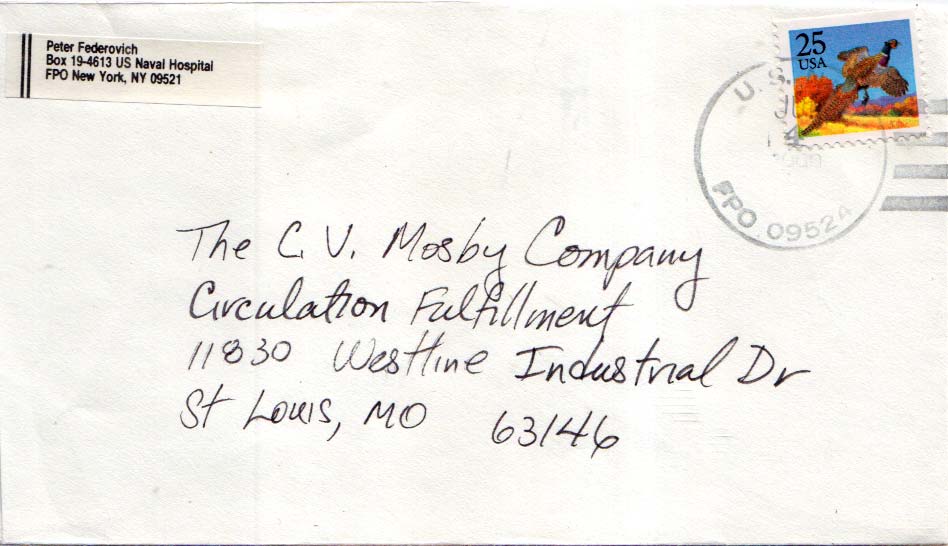 Peter Federovich
Box 19-4613 US Naval Hospital
FPO New York, NY 09521
25
USA
U.S.
FPO 09524
The C. V. Mosby Company
Circulation Fulfillment
11830 Westline Industrial Dr
St Louis, MO 63146